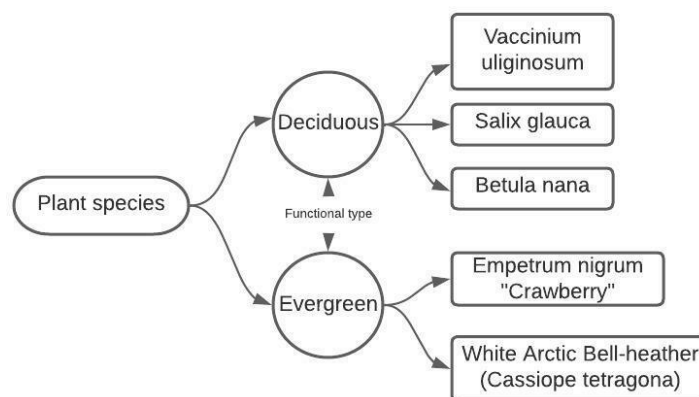 Vaccinium
uliginosum
Deciduous
Salix glauca
Betula nana
Plant species
Functional type
Evergreen
Empetrum nigrum
"Crawberry"
White Arctic Bell-heather
(Cassiope tetragona)